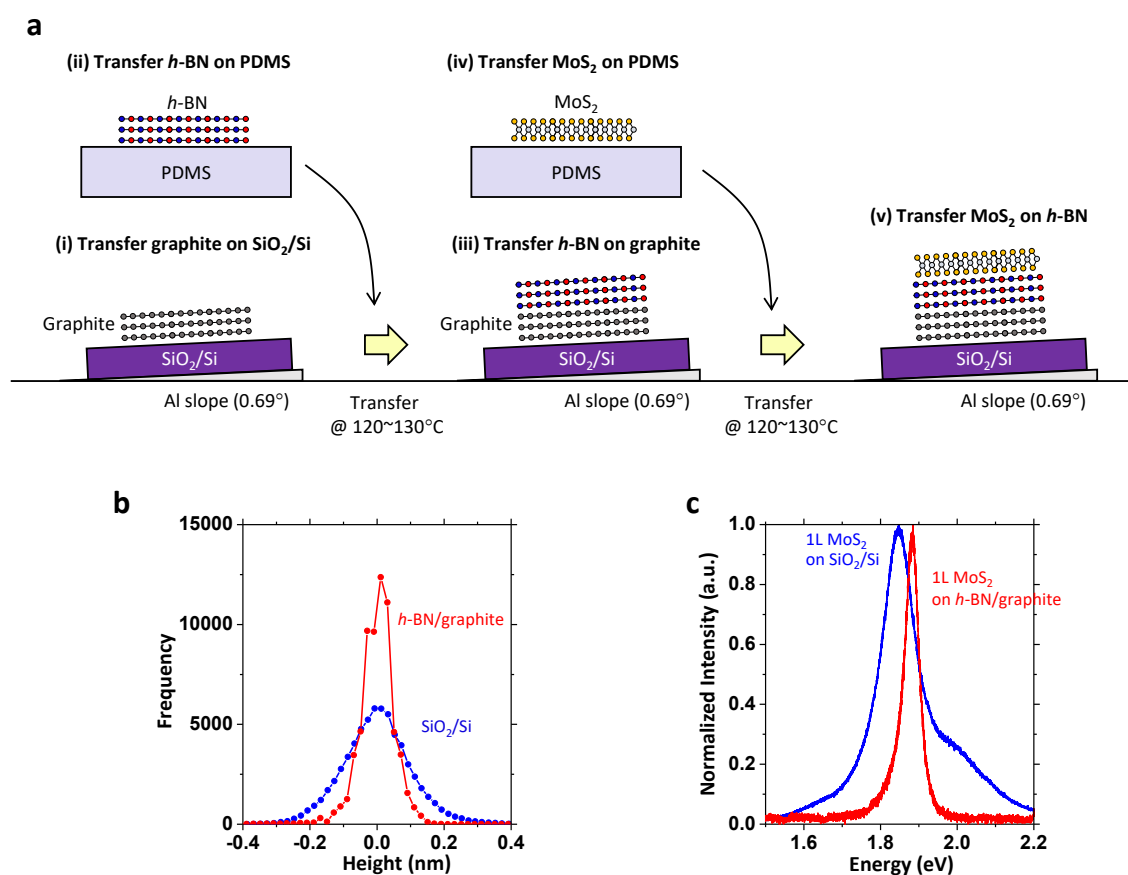 a
(ii) Transfer h-BN on PDMS
h-BN
PDMS
(iv) Transfer MoS₂ on PDMS
MoS₂
PDMS
(i) Transfer graphite on SiO₂/Si
Graphite
SiO₂/Si
Al slope (0.69°)
Transfer
@ 120~130°C
(iii) Transfer h-BN on graphite
Graphite
SiO₂/Si
Al slope (0.69°)
Transfer
@ 120~130°C
(v) Transfer MoS₂ on h-BN
SiO₂/Si
Al slope (0.69°)
b
15000
10000
5000
0
Frequency
h-BN/graphite
SiO₂/Si
-0.4 -0.2 0.0 0.2 0.4
Height (nm)
c
1.0
0.8
0.6
0.4
0.2
0.0
Normalized Intensity (a.u.)
1L MoS₂
on SiO₂/Si
1L MoS₂
on h-BN/graphite
1.6 1.8 2.0 2.2
Energy (eV)